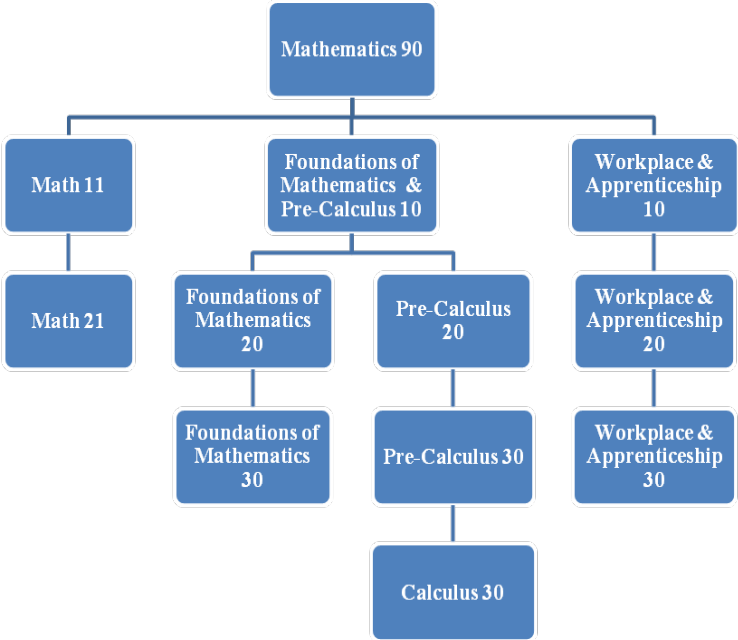 Mathematics 90
Math 11
Foundations of
Mathematics &
Pre-Calculus 10
Workplace &
Apprenticeship
10
Math 21
Foundations of
Mathematics
20
Pre-Calculus
20
Workplace &
Apprenticeship
20
Foundations of
Mathematics
30
Pre-Calculus 30
Workplace &
Apprenticeship
30
Calculus 30